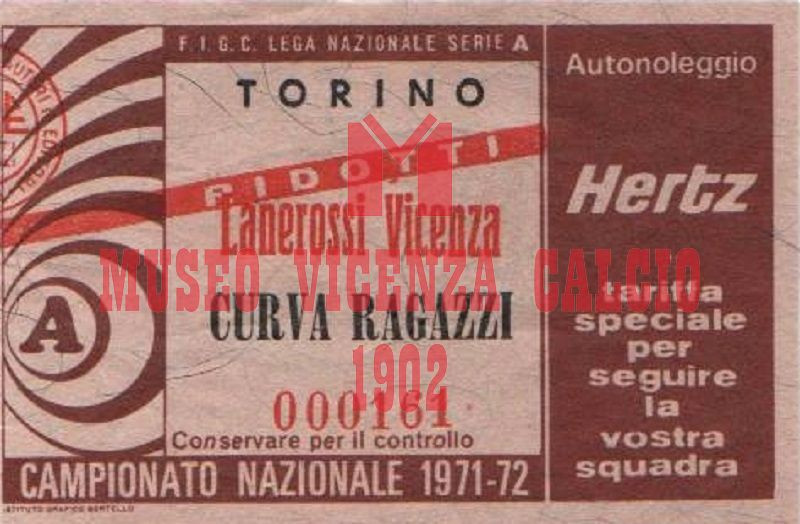 F. I. G. C. LEGA NAZIONALE SERIE A
TORINO
RIDOTTI
Lanerossi Vicenza
CURVA RAGAZZI
000161
Conservare per il controllo
A
CAMPIONATO NAZIONALE 1971-72
ISTITUTO GRAFICO BERTELLO
Autonoleggio
Hertz
tariffa
speciale
per
seguire
la
vostra
squadra
MUSEO VICENZA CALCIO
1902